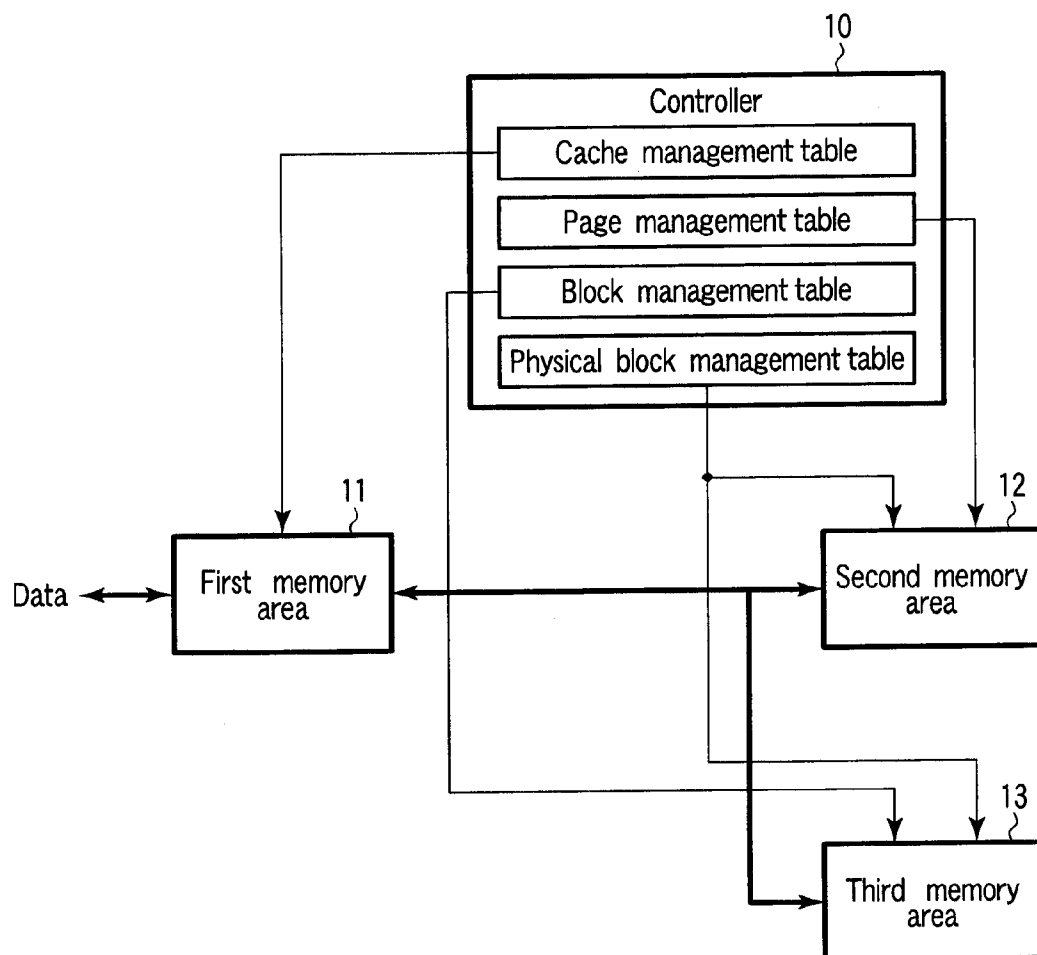 10
Controller
Cache management table
Page management table
Block management table
Physical block management table
11
12
First memory
area
Second memory
area
Data
13
Third memory
area